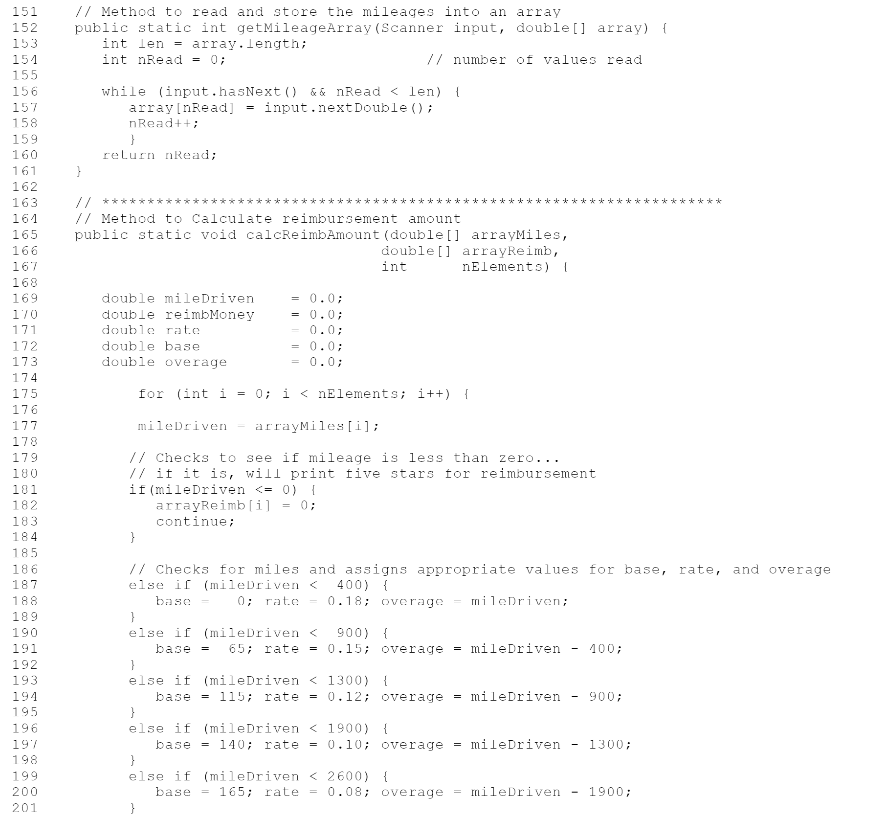 151 // Method to read and store the mileages into an array
152 public static int getMileageArray(Scanner input, double[] array) {
153 int len = array.length;
154 int nRead = 0; // number of values read
155
156 while (input.hasNext() && nRead < len) {
157 array[nRead] = input.nextDouble();
158 nRead++;
159 }
160 return nRead;
161 }
162
163 // *********************************************************************
164 // Method to Calculate reimbursement amount
165 public static void calcReimbAmount(double[] arrayMiles,
166 double[] arrayReimb,
167 int nElements) {
168
169 double mileDriven = 0.0;
170 double reimbMoney = 0.0;
171 double rate = 0.0;
172 double base = 0.0;
173 double overage = 0.0;
174
175 for (int i = 0; i < nElements; i++) {
176
177 mileDriven = arrayMiles[i];
178
179 // Checks to see if mileage is less than zero...
180 // if it is, will print five stars for reimbursement
181 if(mileDriven <= 0) {
182 arrayReimb[i] = 0;
183 continue;
184 }
185
186 // Checks for miles and assigns appropriate values for base, rate, and overage
187 else if (mileDriven < 400) {
188 base = 0; rate = 0.18; overage = mileDriven;
189 }
190 else if (mileDriven < 900) {
191 base = 65; rate = 0.15; overage = mileDriven - 400;
192 }
193 else if (mileDriven < 1300) {
194 base = 115; rate = 0.12; overage = mileDriven - 900;
195 }
196 else if (mileDriven < 1900) {
197 base = 140; rate = 0.10; overage = mileDriven - 1300;
198 }
199 else if (mileDriven < 2600) {
200 base = 165; rate = 0.08; overage = mileDriven - 1900;
201 }